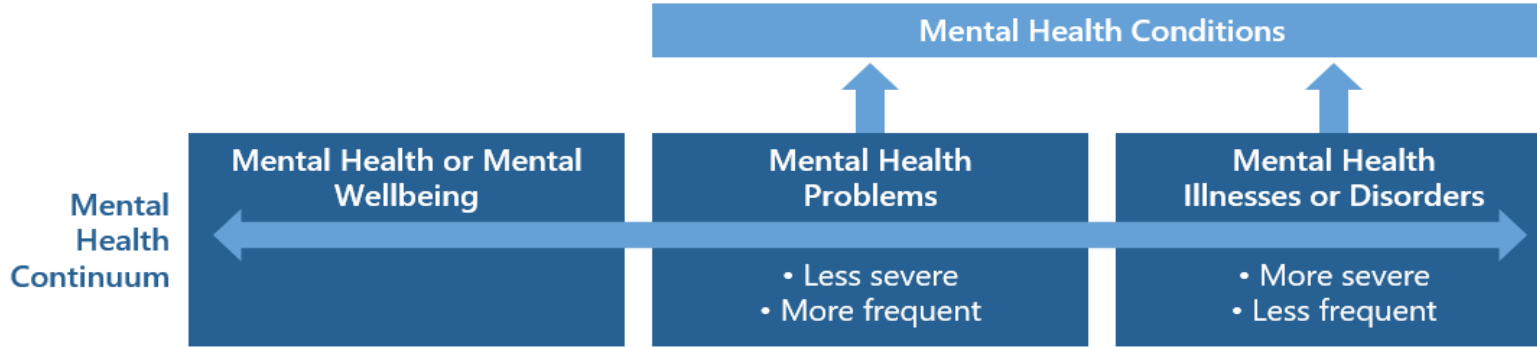 Mental Health Conditions
Mental
Health
Continuum
Mental Health or Mental
Wellbeing
Mental Health
Problems
• Less severe
• More frequent
Mental Health
Illnesses or Disorders
• More severe
• Less frequent